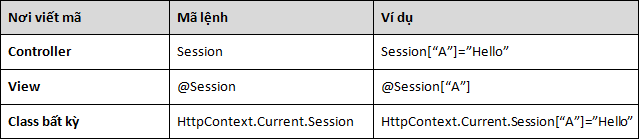 Nơi viết mã Mã lệnh Ví dụ
Controller Session Session[“A”]=”Hello”
View @Session @Session[“A”]
Class bất kỳ HttpContext.Current.Session HttpContext.Current.Session[“A”]=”Hello”